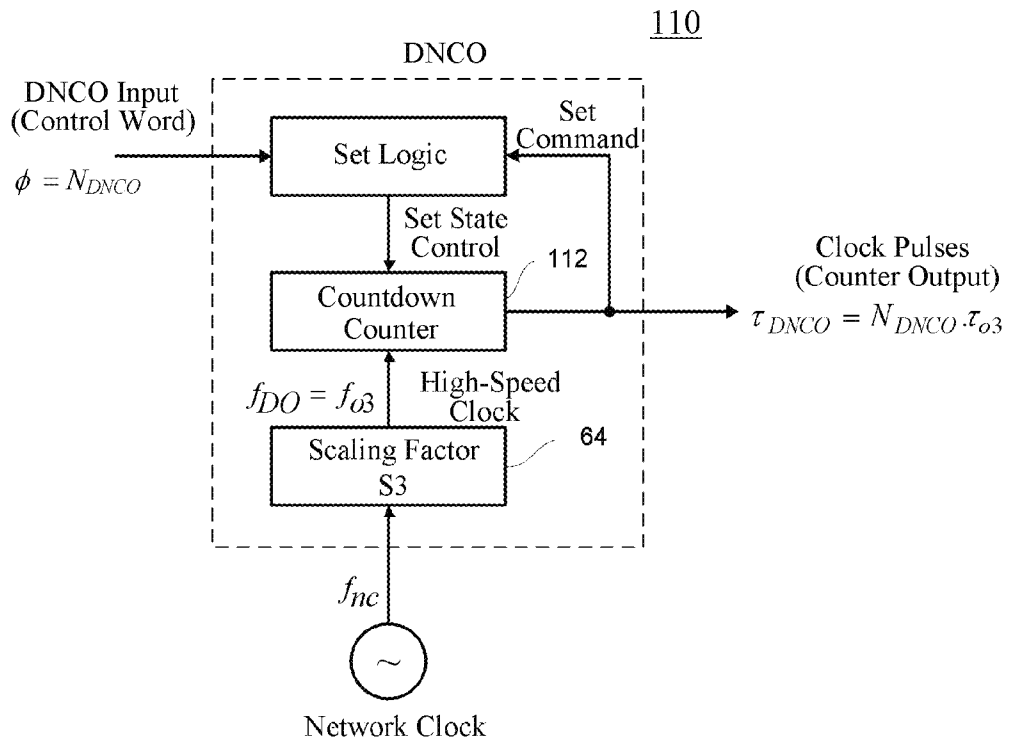 110
DNCO
DNCO Input
(Control Word)
ϕ = N_DNCO
Set Logic
Set
Command
Set State
Control
112
Countdown
Counter
Clock Pulses
(Counter Output)
τ_DNCO = N_DNCO.τ_o3
f_DO = f_o3
High-Speed
Clock
64
Scaling Factor
S3
f_nc
~
Network Clock